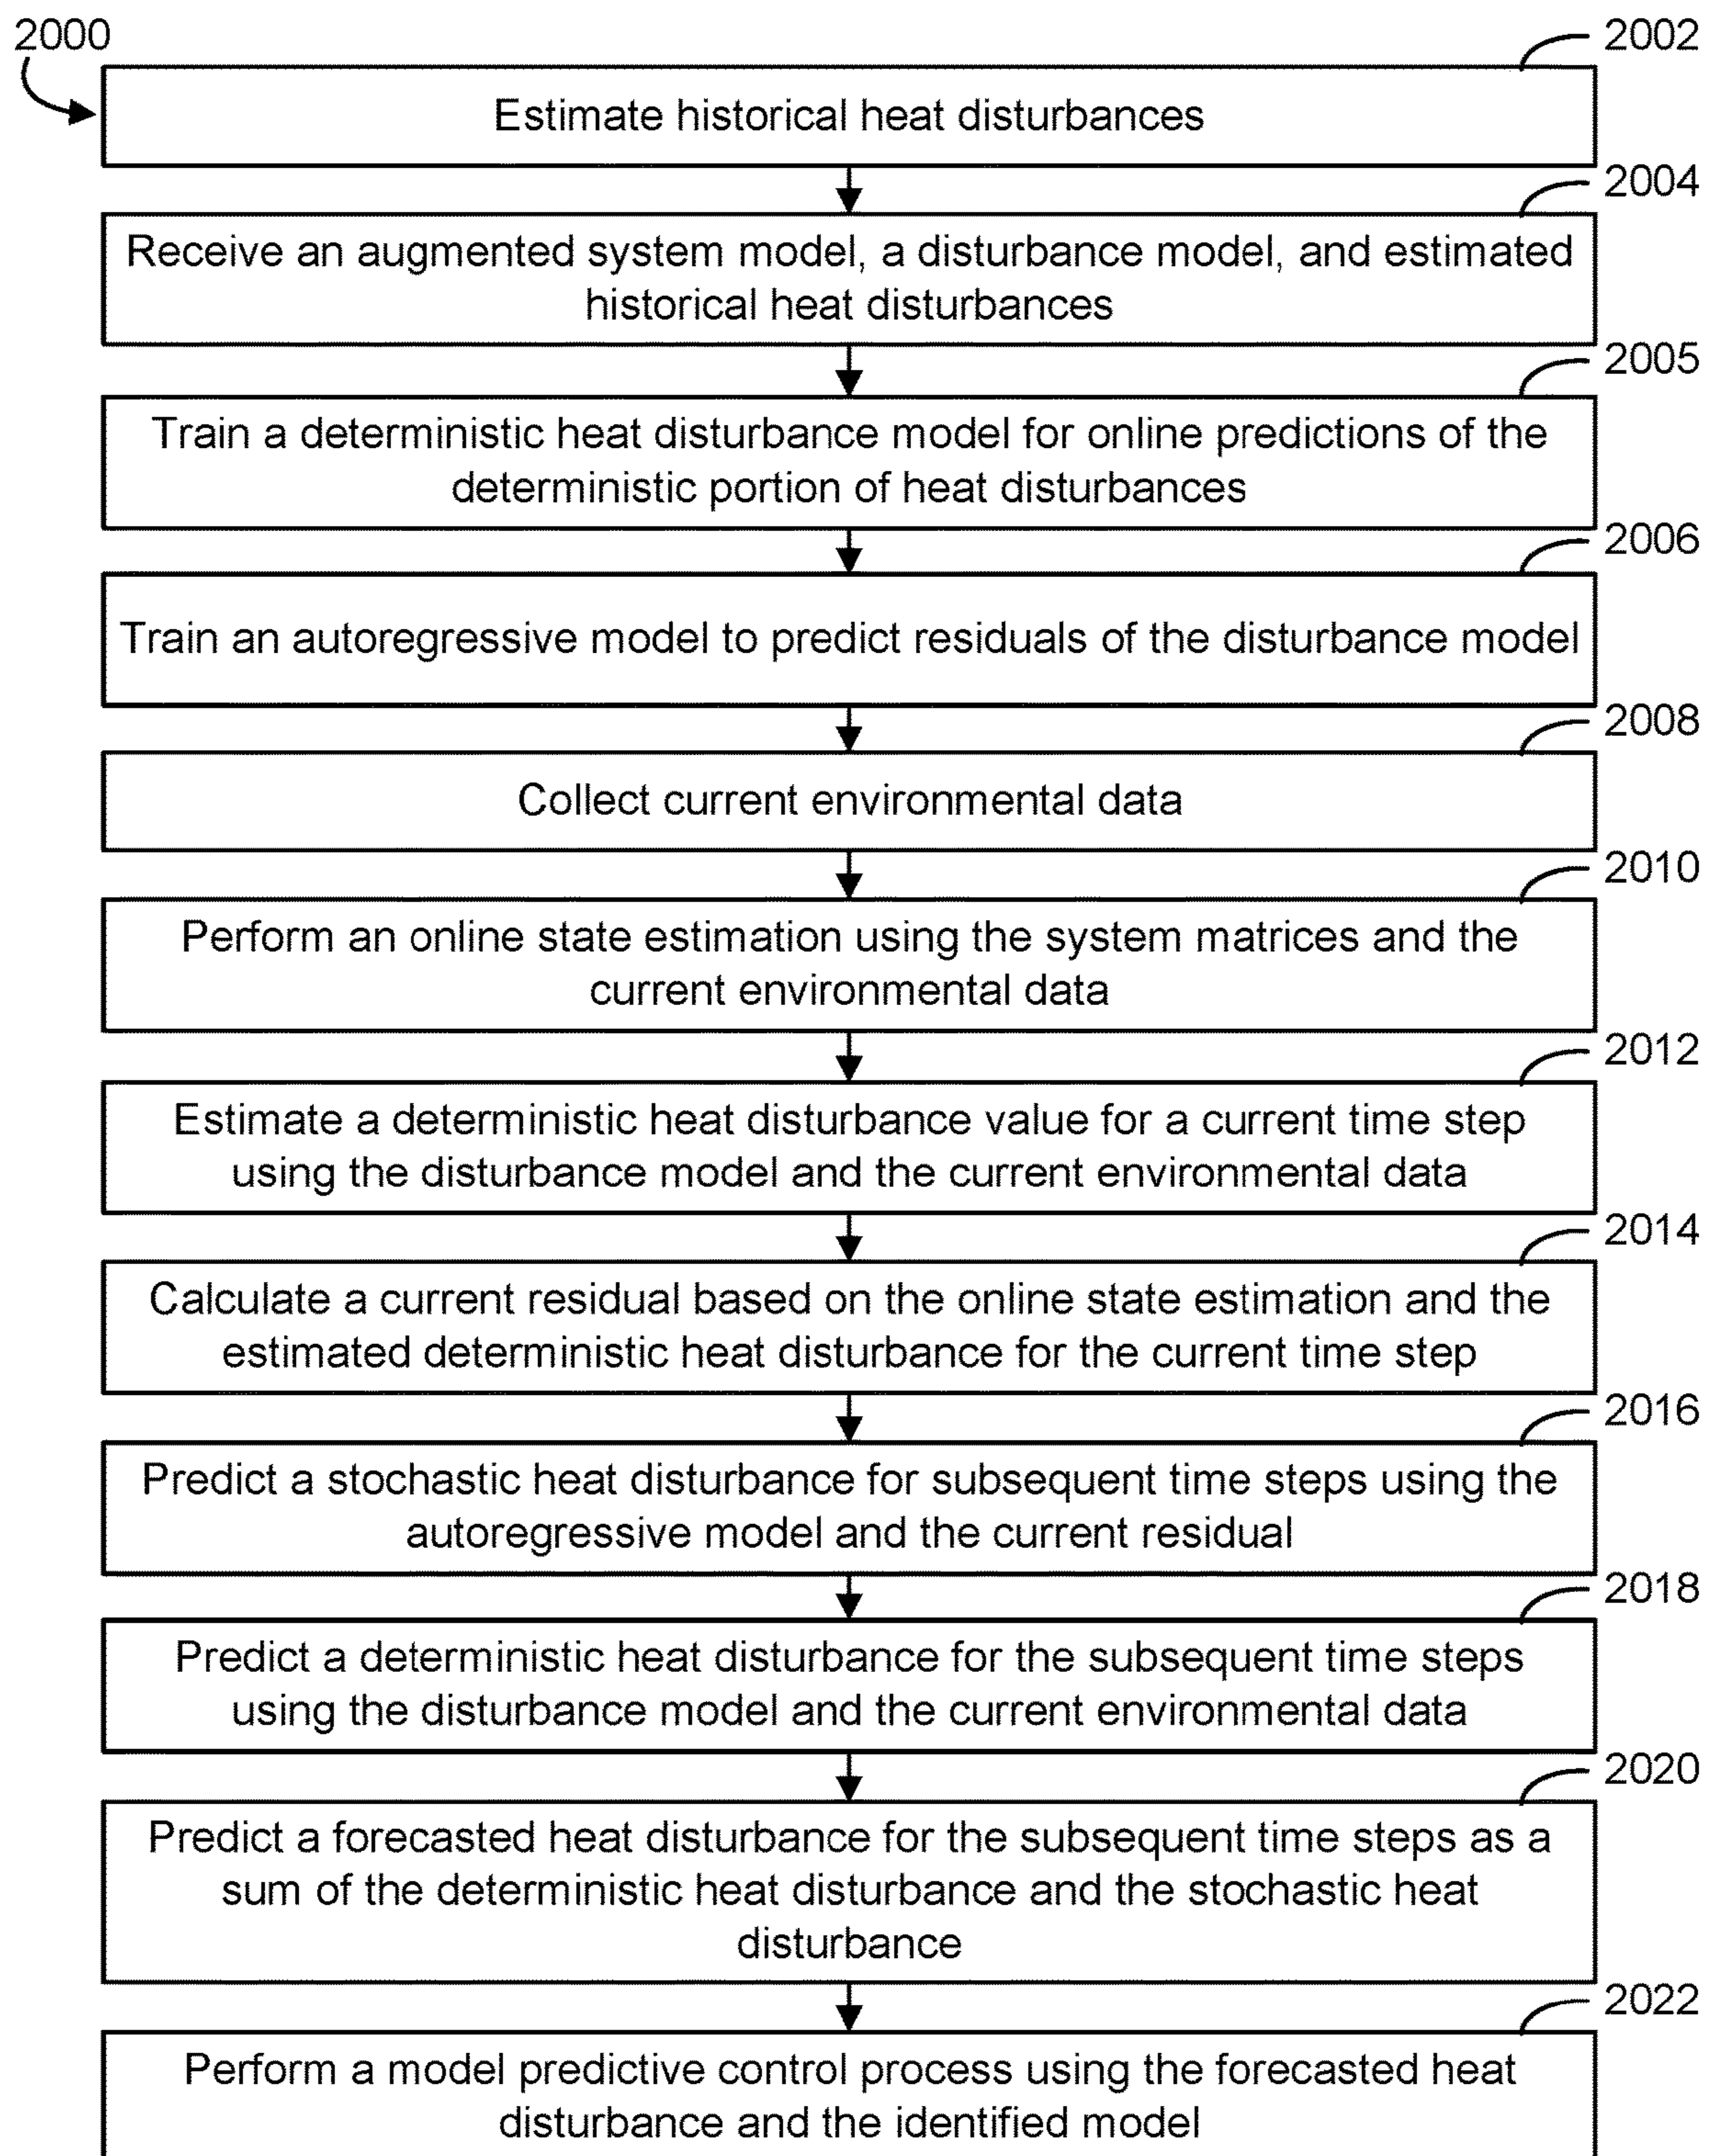 2000
2002
Estimate historical heat disturbances
2004
Receive an augmented system model, a disturbance model, and estimated
historical heat disturbances
2005
Train a deterministic heat disturbance model for online predictions of the
deterministic portion of heat disturbances
2006
Train an autoregressive model to predict residuals of the disturbance model
2008
Collect current environmental data
2010
Perform an online state estimation using the system matrices and the
current environmental data
2012
Estimate a deterministic heat disturbance value for a current time step
using the disturbance model and the current environmental data
2014
Calculate a current residual based on the online state estimation and the
estimated deterministic heat disturbance for the current time step
2016
Predict a stochastic heat disturbance for subsequent time steps using the
autoregressive model and the current residual
2018
Predict a deterministic heat disturbance for the subsequent time steps
using the disturbance model and the current environmental data
2020
Predict a forecasted heat disturbance for the subsequent time steps as a
sum of the deterministic heat disturbance and the stochastic heat
disturbance
2022
Perform a model predictive control process using the forecasted heat
disturbance and the identified model